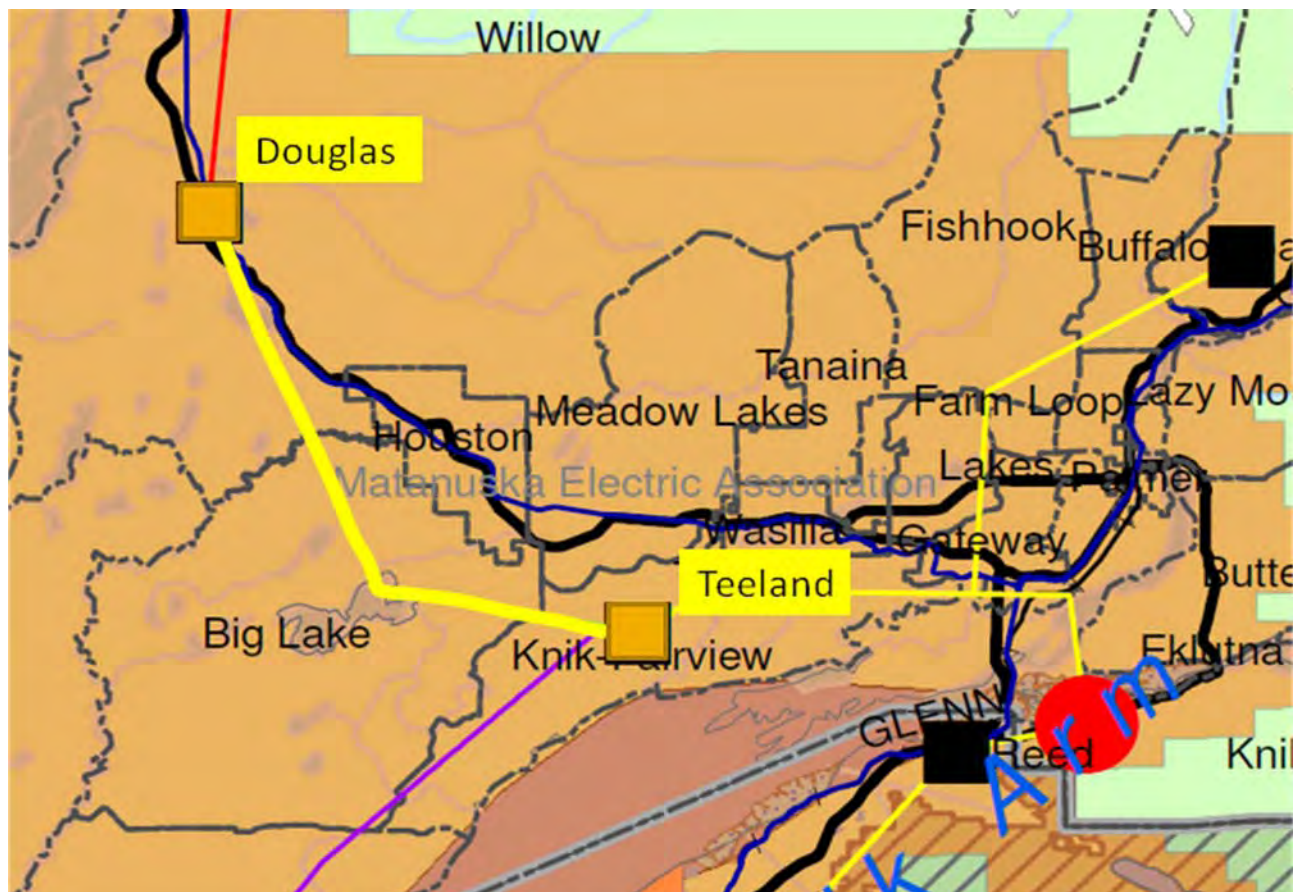 Willow
Douglas
Fishhook
Buffalo
Tanaina
Meadow Lakes
Farm Loop
Lazy Mo
Houston
Lakes
Palmer
Matanuska Electric Association
Wasilla
Gateway
Teeland
Butte
Big Lake
Knik-Fairview
Eklutna
GLENN
Reed
Knik
Arm
K